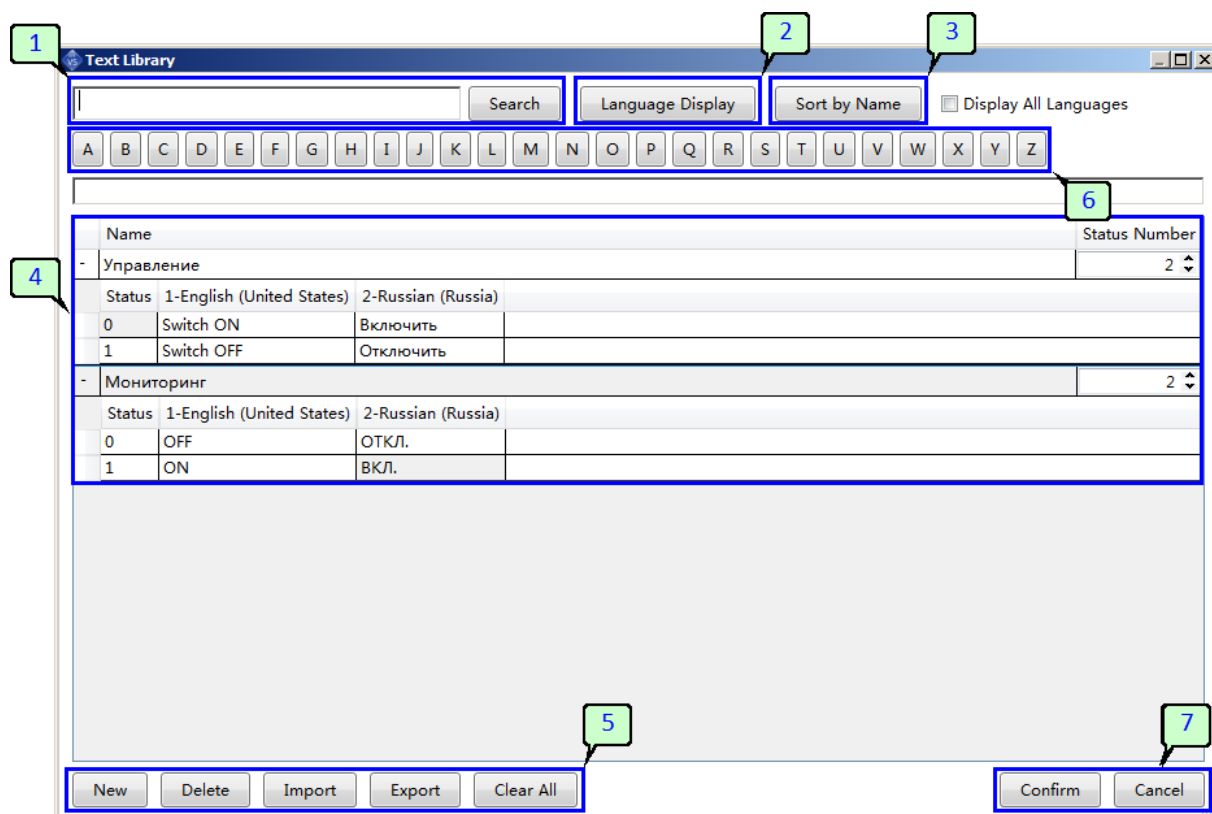 1
2
3
Text Library
Search
Language Display
Sort by Name
Display All Languages
A B C D E F G H I J K L M N O P Q R S T U V W X Y Z
6
Name
Status Number
4
- Управление
2
Status 1-English (United States) 2-Russian (Russia)
0 Switch ON Включить
1 Switch OFF Отключить
- Мониторинг
2
Status 1-English (United States) 2-Russian (Russia)
0 OFF ОТКЛ.
1 ON ВКЛ.
5
7
New
Delete
Import
Export
Clear All
Confirm
Cancel